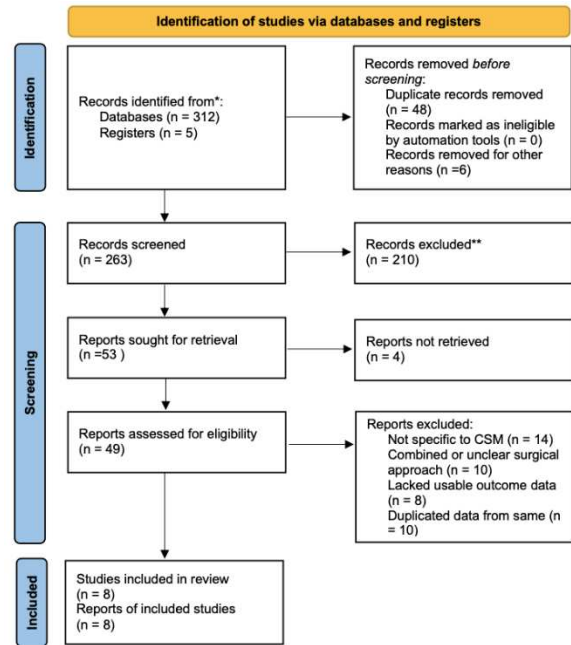 Identification of studies via databases and registers
Identification
Records identified from*:
Databases (n = 312)
Registers (n = 5)
Records removed before
screening:
Duplicate records removed
(n = 48)
Records marked as ineligible
by automation tools (n = 0)
Records removed for other
reasons (n =6)
Screening
Records screened
(n = 263)
Records excluded**
(n = 210)
Reports sought for retrieval
(n =53 )
Reports not retrieved
(n = 4)
Reports assessed for eligibility
(n = 49)
Reports excluded:
Not specific to CSM (n = 14)
Combined or unclear surgical
approach (n = 10)
Lacked usable outcome data
(n = 8)
Duplicated data from same (n
= 10)
Included
Studies included in review
(n = 8)
Reports of included studies
(n = 8)